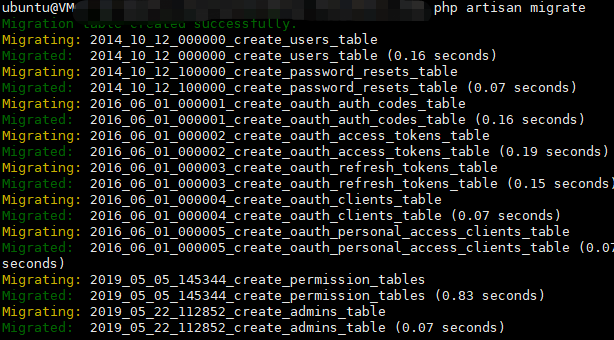 ubuntu@VM php artisan migrate
Migration table created successfully.
Migrating: 2014_10_12_000000_create_users_table
Migrated:  2014_10_12_000000_create_users_table (0.16 seconds)
Migrating: 2014_10_12_100000_create_password_resets_table
Migrated:  2014_10_12_100000_create_password_resets_table (0.07 seconds)
Migrating: 2016_06_01_000001_create_oauth_auth_codes_table
Migrated:  2016_06_01_000001_create_oauth_auth_codes_table (0.16 seconds)
Migrating: 2016_06_01_000002_create_oauth_access_tokens_table
Migrated:  2016_06_01_000002_create_oauth_access_tokens_table (0.19 seconds)
Migrating: 2016_06_01_000003_create_oauth_refresh_tokens_table
Migrated:  2016_06_01_000003_create_oauth_refresh_tokens_table (0.15 seconds)
Migrating: 2016_06_01_000004_create_oauth_clients_table
Migrated:  2016_06_01_000004_create_oauth_clients_table (0.07 seconds)
Migrating: 2016_06_01_000005_create_oauth_personal_access_clients_table
Migrated:  2016_06_01_000005_create_oauth_personal_access_clients_table (0.07
seconds)
Migrating: 2019_05_05_145344_create_permission_tables
Migrated:  2019_05_05_145344_create_permission_tables (0.83 seconds)
Migrating: 2019_05_22_112852_create_admins_table
Migrated:  2019_05_22_112852_create_admins_table (0.07 seconds)